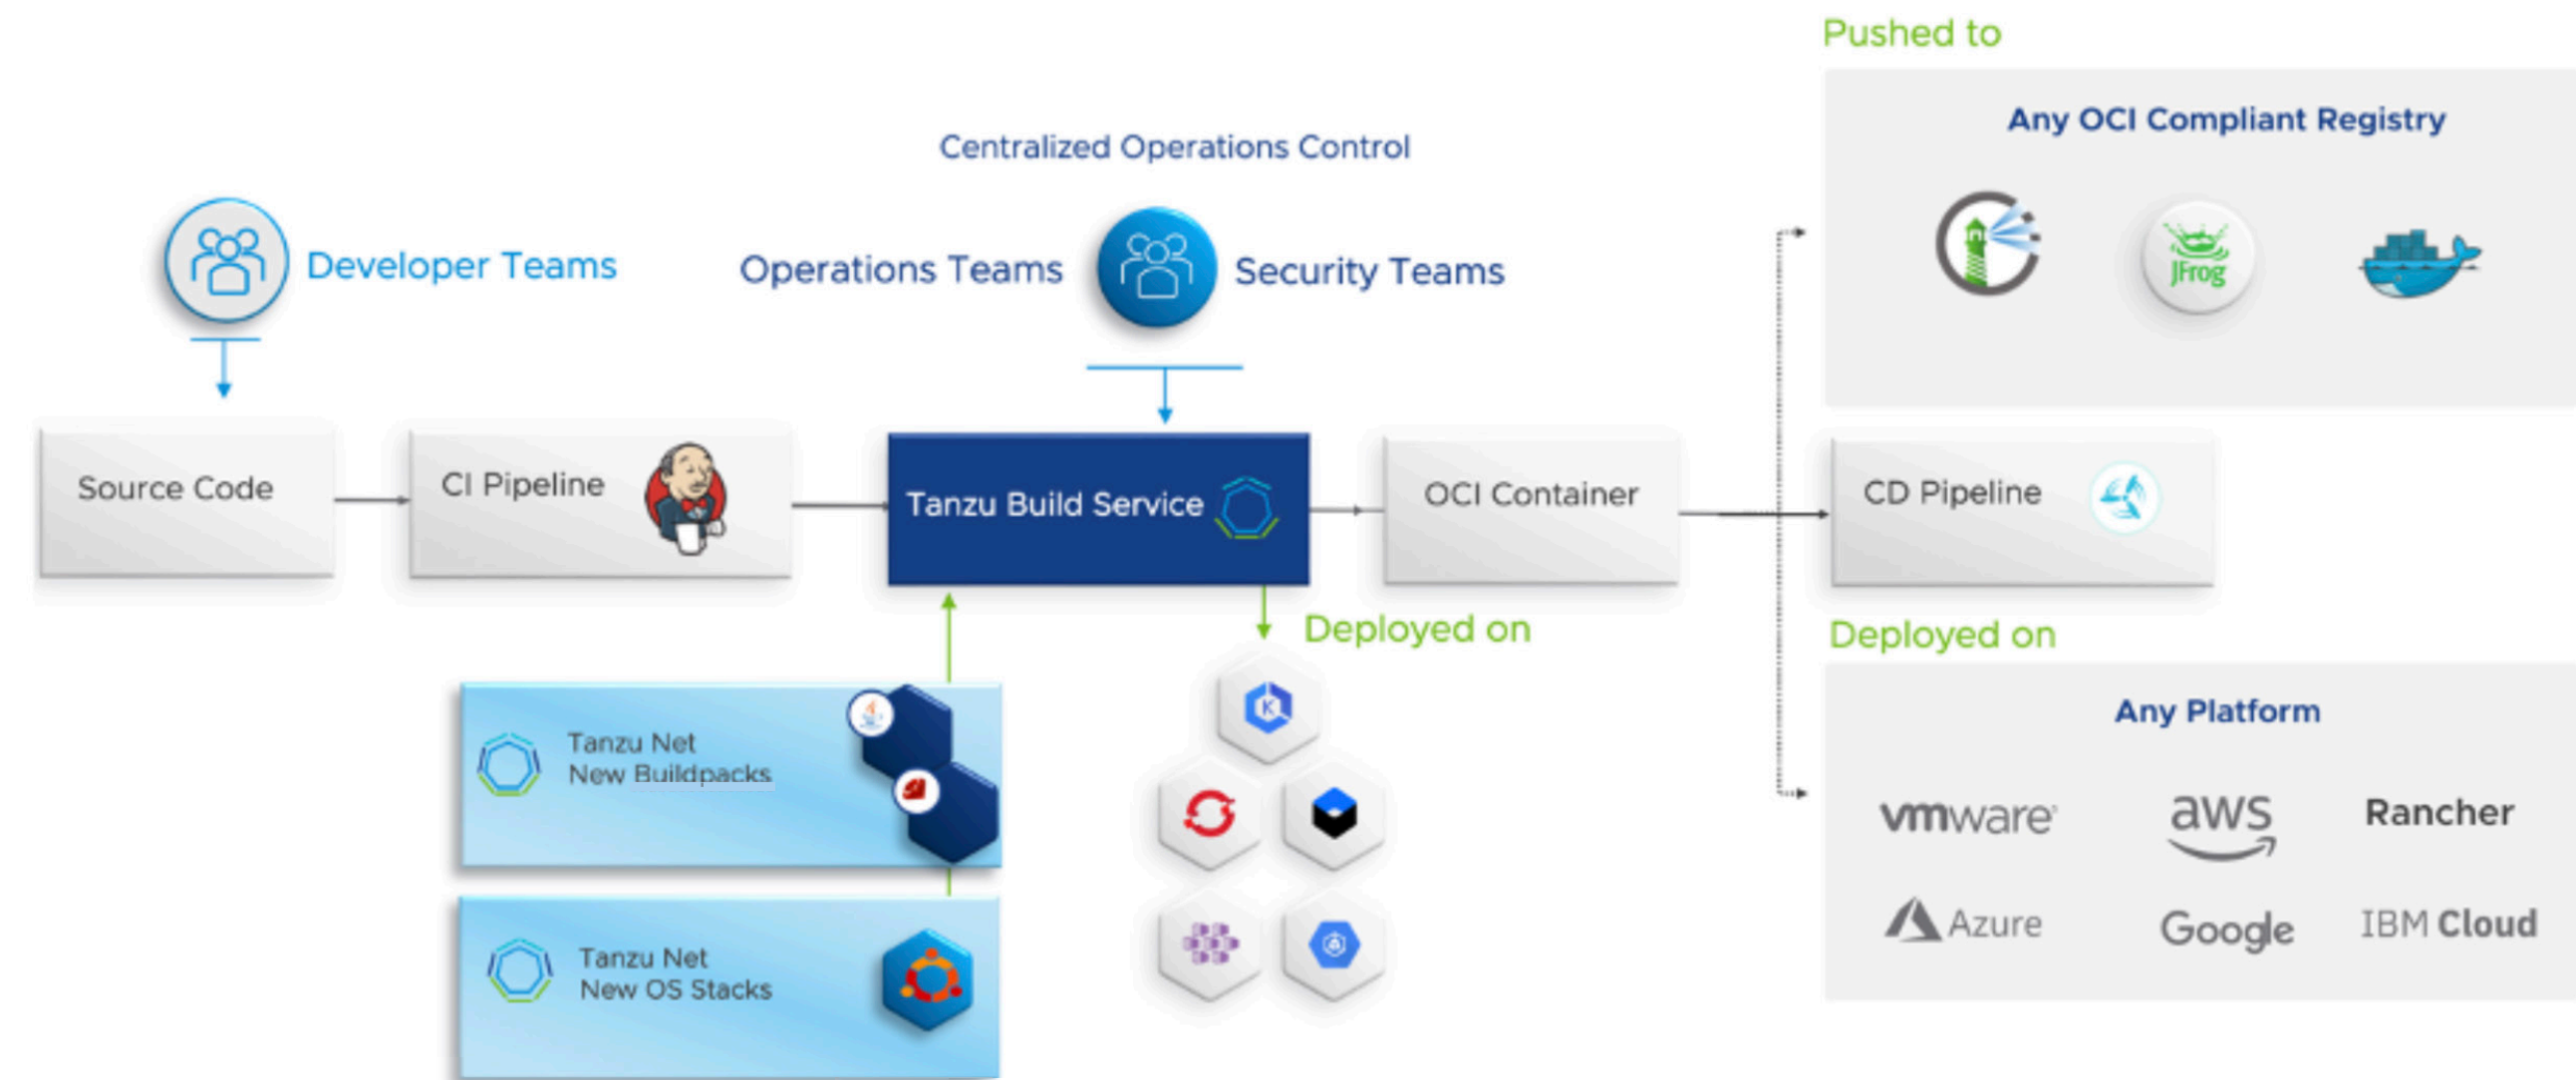 Pushed to
Any OCI Compliant Registry
JFrog
Centralized Operations Control
Developer Teams
Operations Teams
Security Teams
Source Code
CI Pipeline
Tanzu Build Service
OCI Container
CD Pipeline
Deployed on
Deployed on
Any Platform
vmware
aws
Rancher
Azure
Google
IBM Cloud
Tanzu Net
New Buildpacks
Tanzu Net
New OS Stacks
K